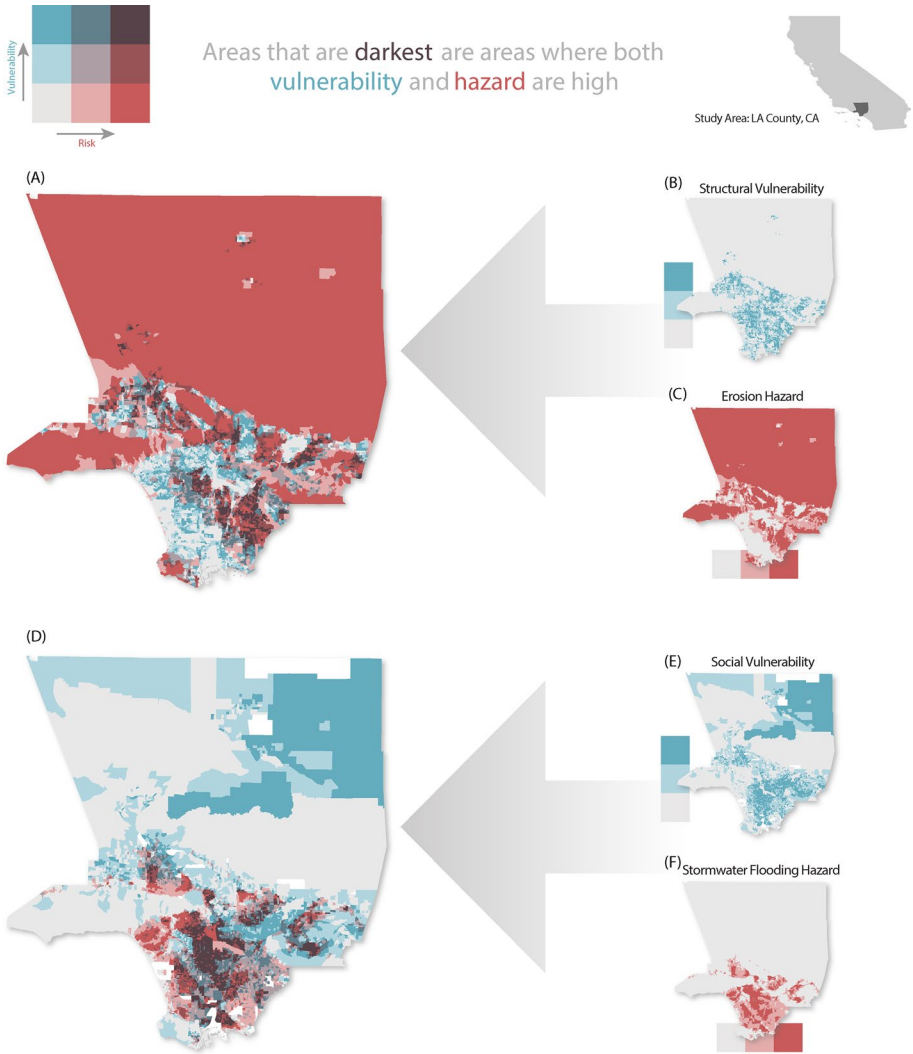 Vulnerability
Risk
Areas that are darkest are areas where both
vulnerability and hazard are high
Study Area: LA County, CA
(A)
(B)
Structural Vulnerability
(C)
Erosion Hazard
(D)
(E)
Social Vulnerability
(F)
Stormwater Flooding Hazard